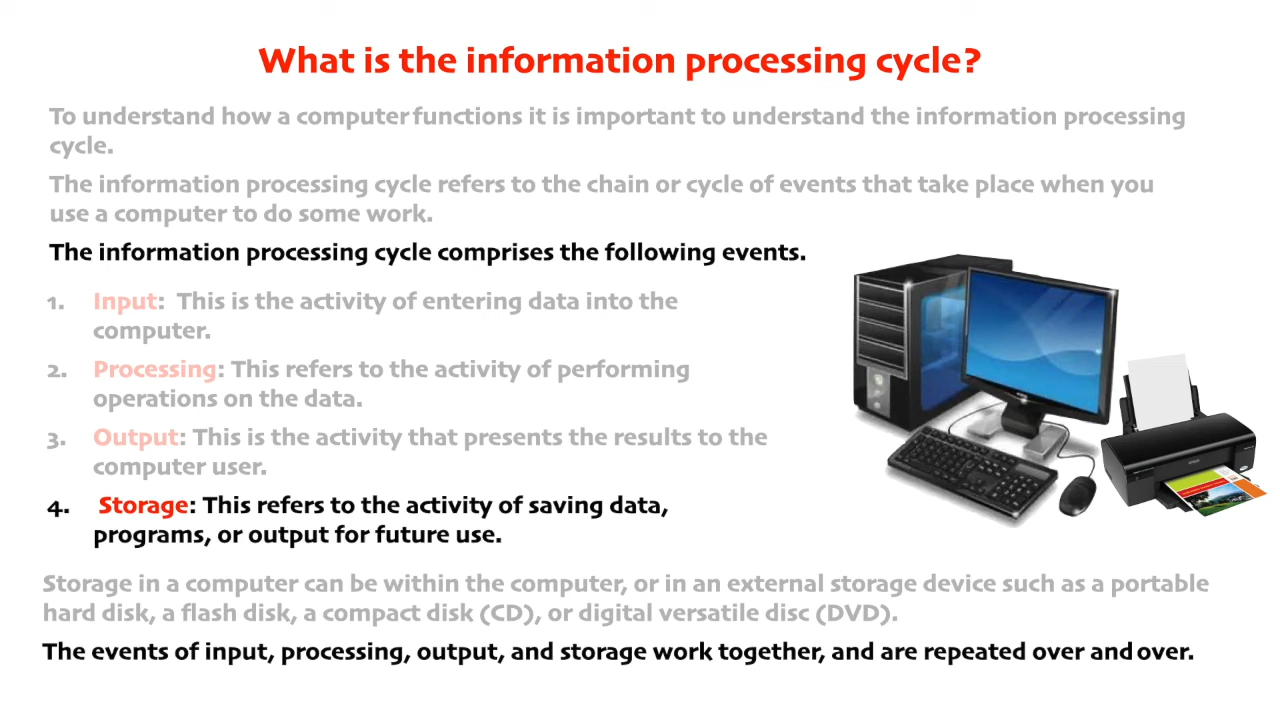 What is the information processing cycle?
To understand how a computer functions it is important to understand the information processing
cycle.
The information processing cycle refers to the chain or cycle of events that take place when you
use a computer to do some work.
The information processing cycle comprises the following events.
1. Input: This is the activity of entering data into the
computer.
2. Processing: This refers to the activity of performing
operations on the data.
3. Output: This is the activity that presents the results to the
computer user.
4. Storage: This refers to the activity of saving data,
programs, or output for future use.
Storage in a computer can be within the computer, or in an external storage device such as a portable
hard disk, a flash disk, a compact disk (CD), or digital versatile disc (DVD).
The events of input, processing, output, and storage work together, and are repeated over and over.